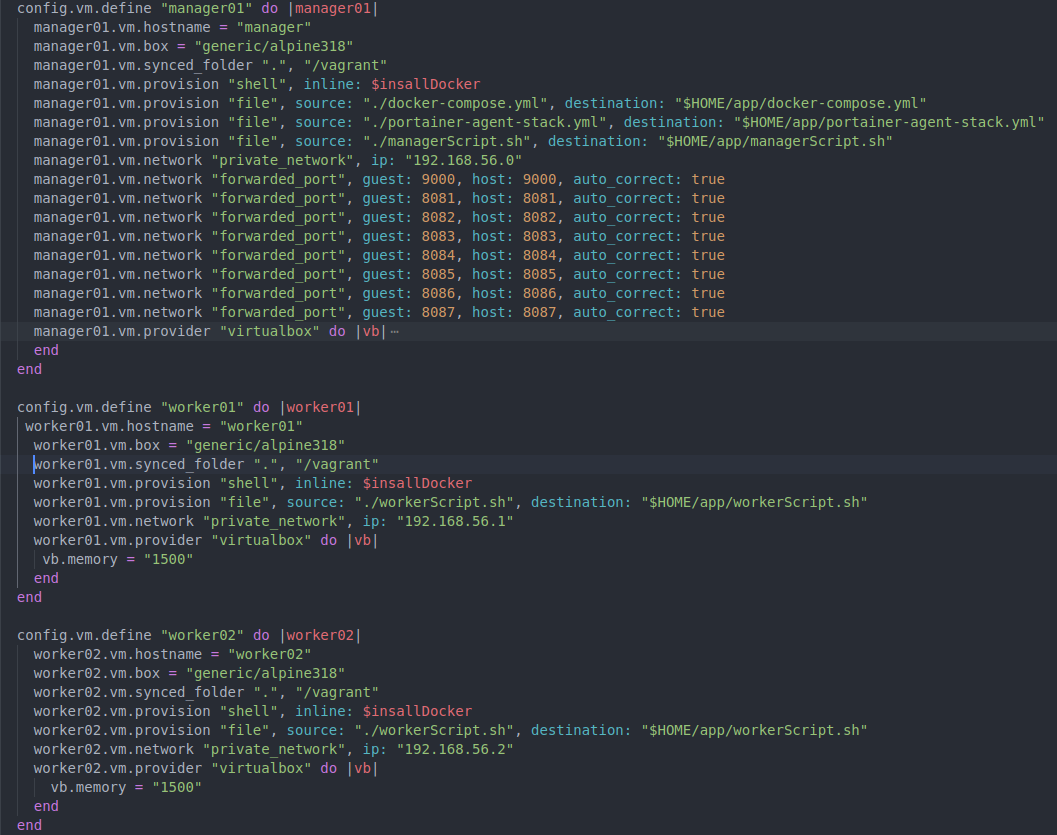 config.vm.define "manager01" do |manager01|
manager01.vm.hostname = "manager"
manager01.vm.box = "generic/alpine318"
manager01.vm.synced_folder ".", "/vagrant"
manager01.vm.provision "shell", inline: $insallDocker
manager01.vm.provision "file", source: "./docker-compose.yml", destination: "$HOME/app/docker-compose.yml"
manager01.vm.provision "file", source: "./portainer-agent-stack.yml", destination: "$HOME/app/portainer-agent-stack.yml"
manager01.vm.provision "file", source: "./managerScript.sh", destination: "$HOME/app/managerScript.sh"
manager01.vm.network "private_network", ip: "192.168.56.0"
manager01.vm.network "forwarded_port", guest: 9000, host: 9000, auto_correct: true
manager01.vm.network "forwarded_port", guest: 8081, host: 8081, auto_correct: true
manager01.vm.network "forwarded_port", guest: 8082, host: 8082, auto_correct: true
manager01.vm.network "forwarded_port", guest: 8083, host: 8083, auto_correct: true
manager01.vm.network "forwarded_port", guest: 8084, host: 8084, auto_correct: true
manager01.vm.network "forwarded_port", guest: 8085, host: 8085, auto_correct: true
manager01.vm.network "forwarded_port", guest: 8086, host: 8086, auto_correct: true
manager01.vm.network "forwarded_port", guest: 8087, host: 8087, auto_correct: true
manager01.vm.provider "virtualbox" do |vb|⋯
end
end
config.vm.define "worker01" do |worker01|
worker01.vm.hostname = "worker01"
worker01.vm.box = "generic/alpine318"
worker01.vm.synced_folder ".", "/vagrant"
worker01.vm.provision "shell", inline: $insallDocker
worker01.vm.provision "file", source: "./workerScript.sh", destination: "$HOME/app/workerScript.sh"
worker01.vm.network "private_network", ip: "192.168.56.1"
worker01.vm.provider "virtualbox" do |vb|
vb.memory = "1500"
end
end
config.vm.define "worker02" do |worker02|
worker02.vm.hostname = "worker02"
worker02.vm.box = "generic/alpine318"
worker02.vm.synced_folder ".", "/vagrant"
worker02.vm.provision "shell", inline: $insallDocker
worker02.vm.provision "file", source: "./workerScript.sh", destination: "$HOME/app/workerScript.sh"
worker02.vm.network "private_network", ip: "192.168.56.2"
worker02.vm.provider "virtualbox" do |vb|
vb.memory = "1500"
end
end